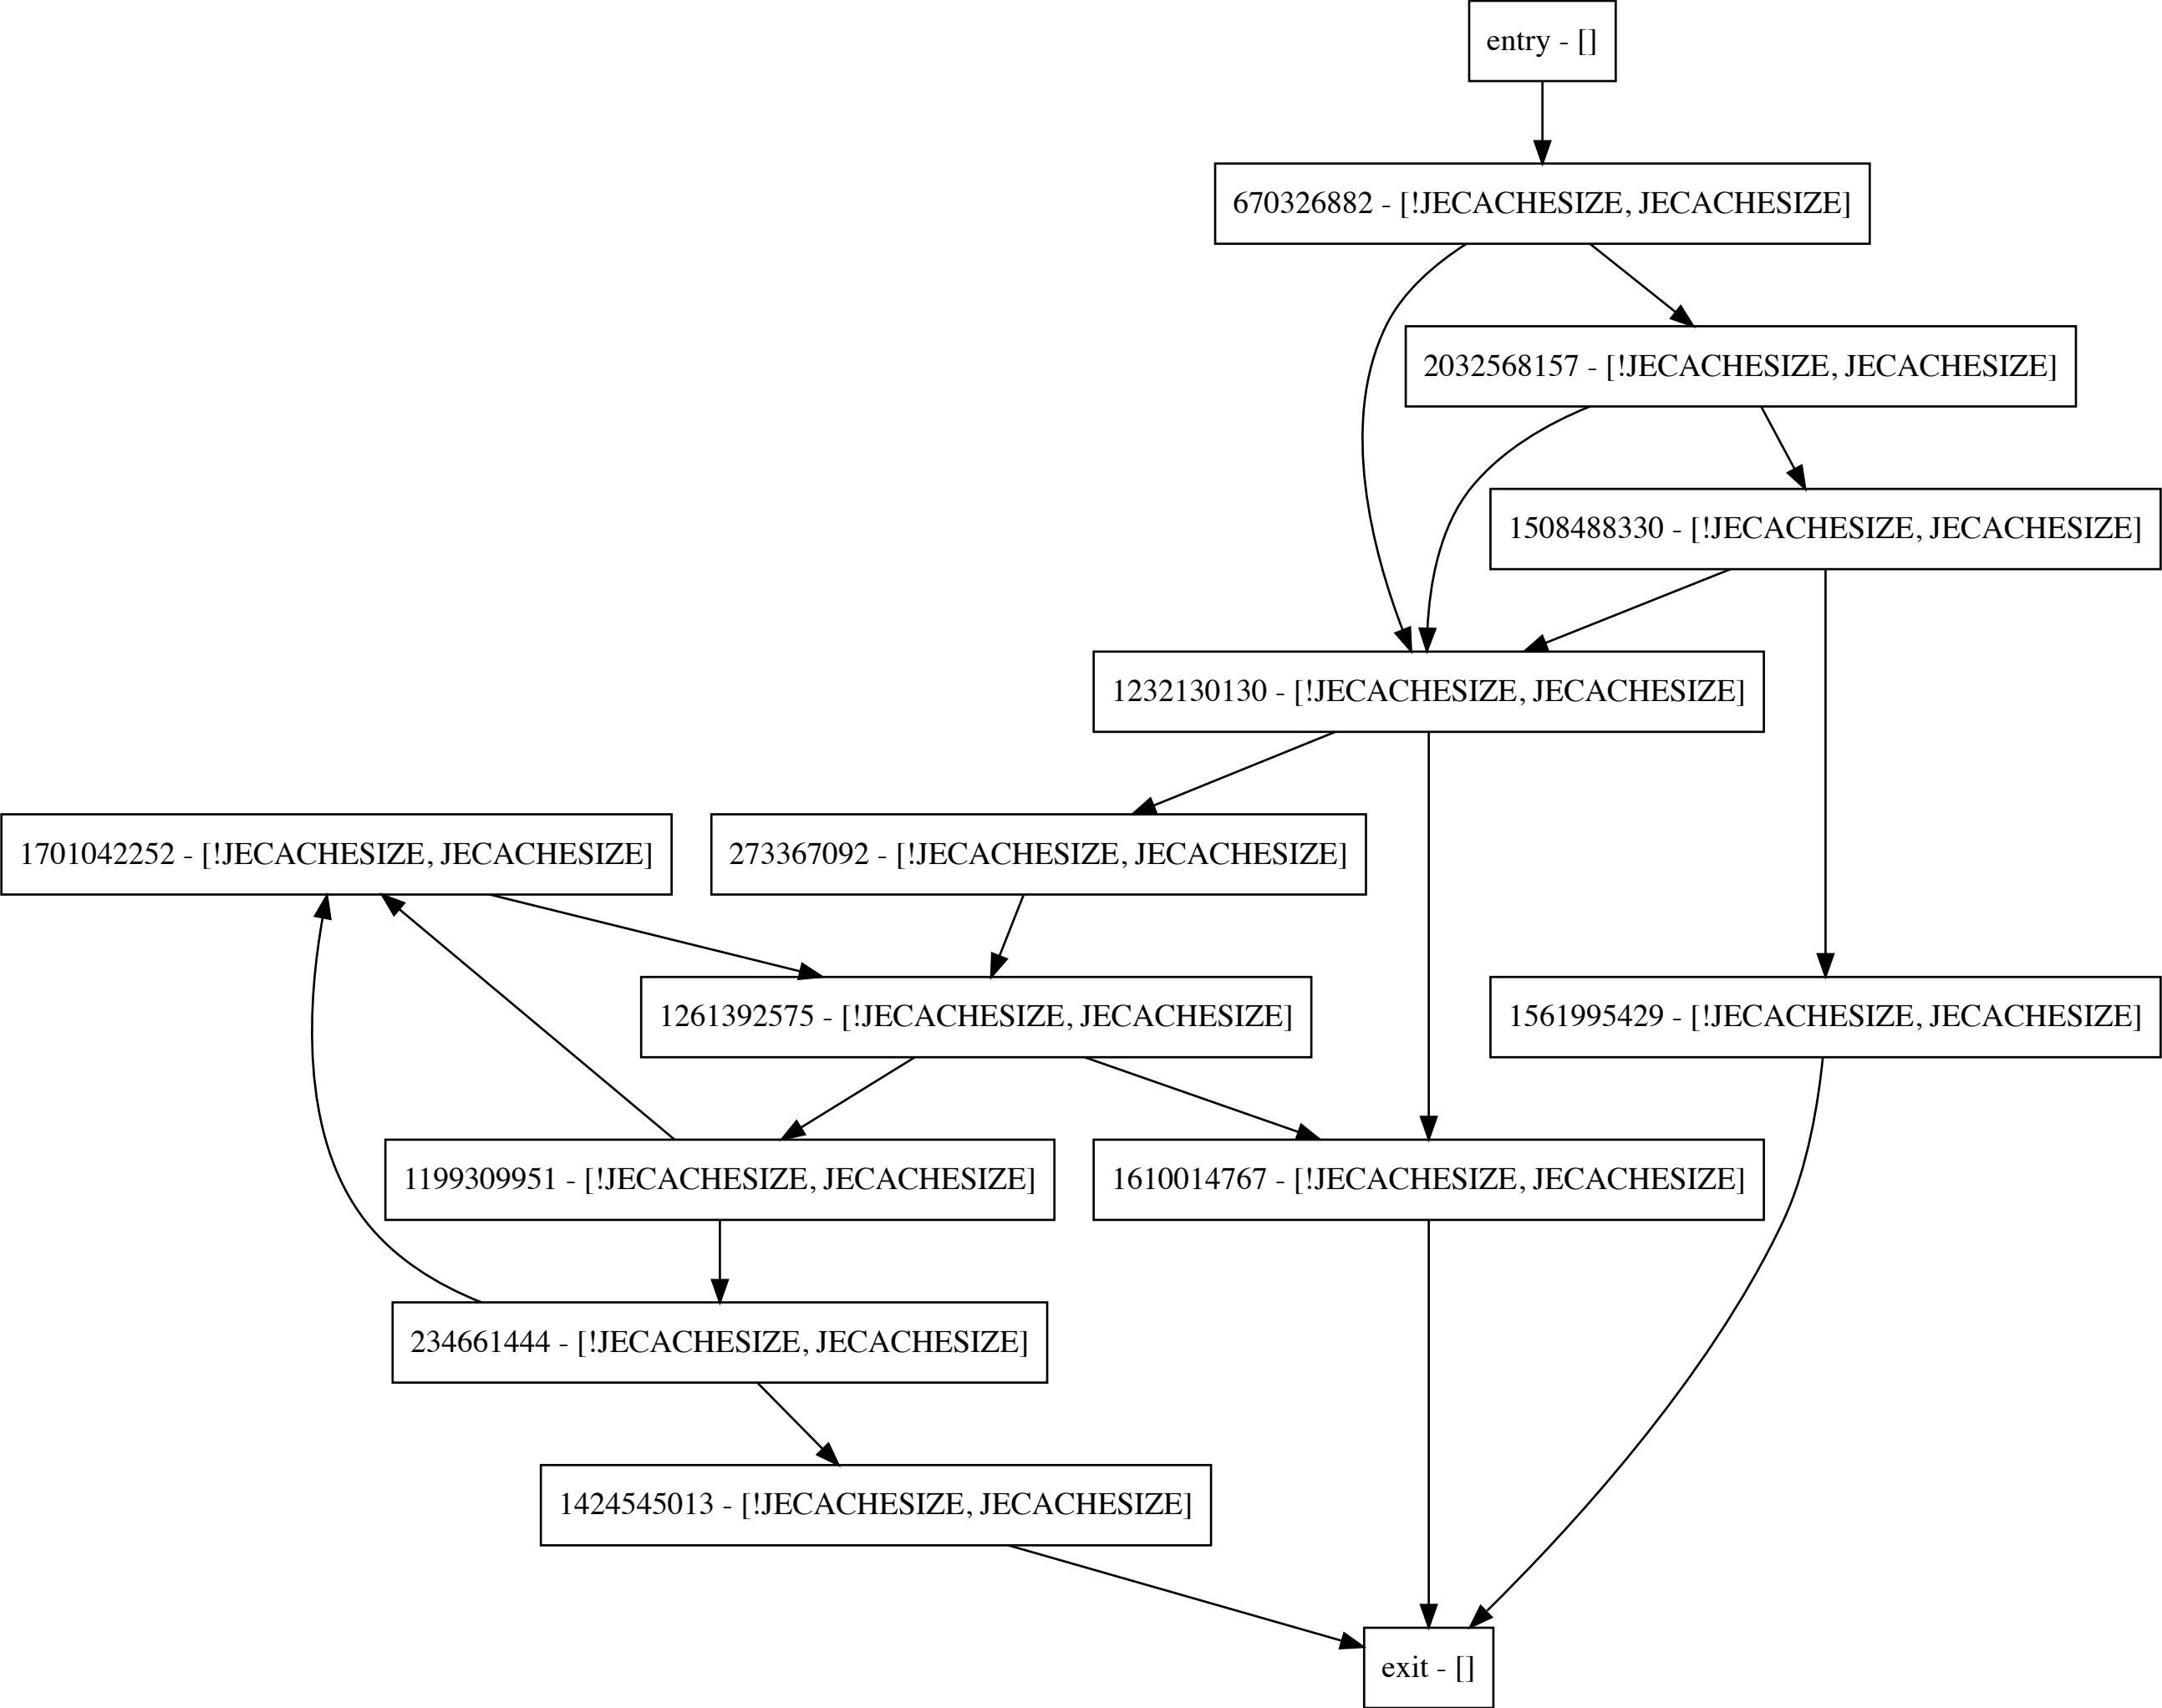 entry - []
670326882 - [!JECACHESIZE, JECACHESIZE]
2032568157 - [!JECACHESIZE, JECACHESIZE]
1508488330 - [!JECACHESIZE, JECACHESIZE]
1232130130 - [!JECACHESIZE, JECACHESIZE]
1701042252 - [!JECACHESIZE, JECACHESIZE]
273367092 - [!JECACHESIZE, JECACHESIZE]
1261392575 - [!JECACHESIZE, JECACHESIZE]
1561995429 - [!JECACHESIZE, JECACHESIZE]
1199309951 - [!JECACHESIZE, JECACHESIZE]
1610014767 - [!JECACHESIZE, JECACHESIZE]
234661444 - [!JECACHESIZE, JECACHESIZE]
1424545013 - [!JECACHESIZE, JECACHESIZE]
exit - []